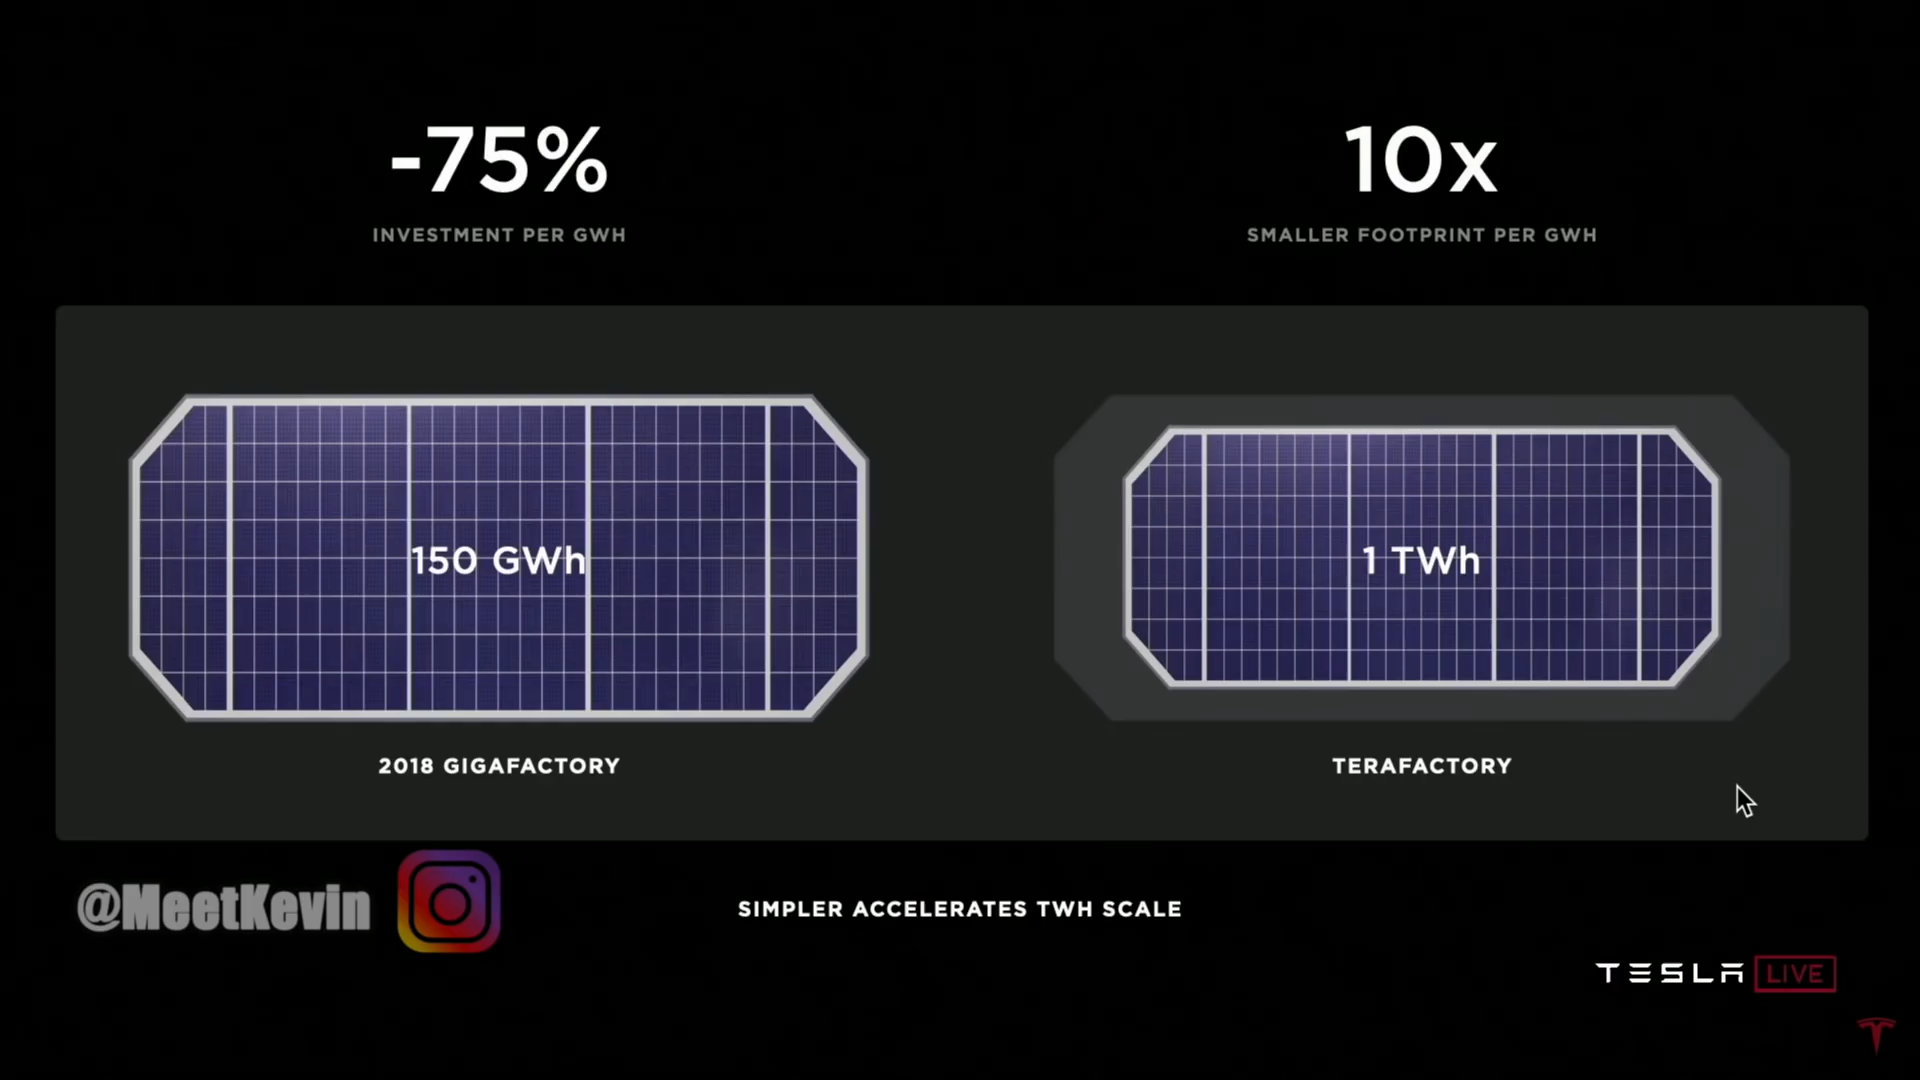 -75%
INVESTMENT PER GWH
10x
SMALLER FOOTPRINT PER GWH
150 GWh
2018 GIGAFACTORY
1 TWh
TERAFACTORY
@MeetKevin
SIMPLER ACCELERATES TWH SCALE
TESLA LIVE